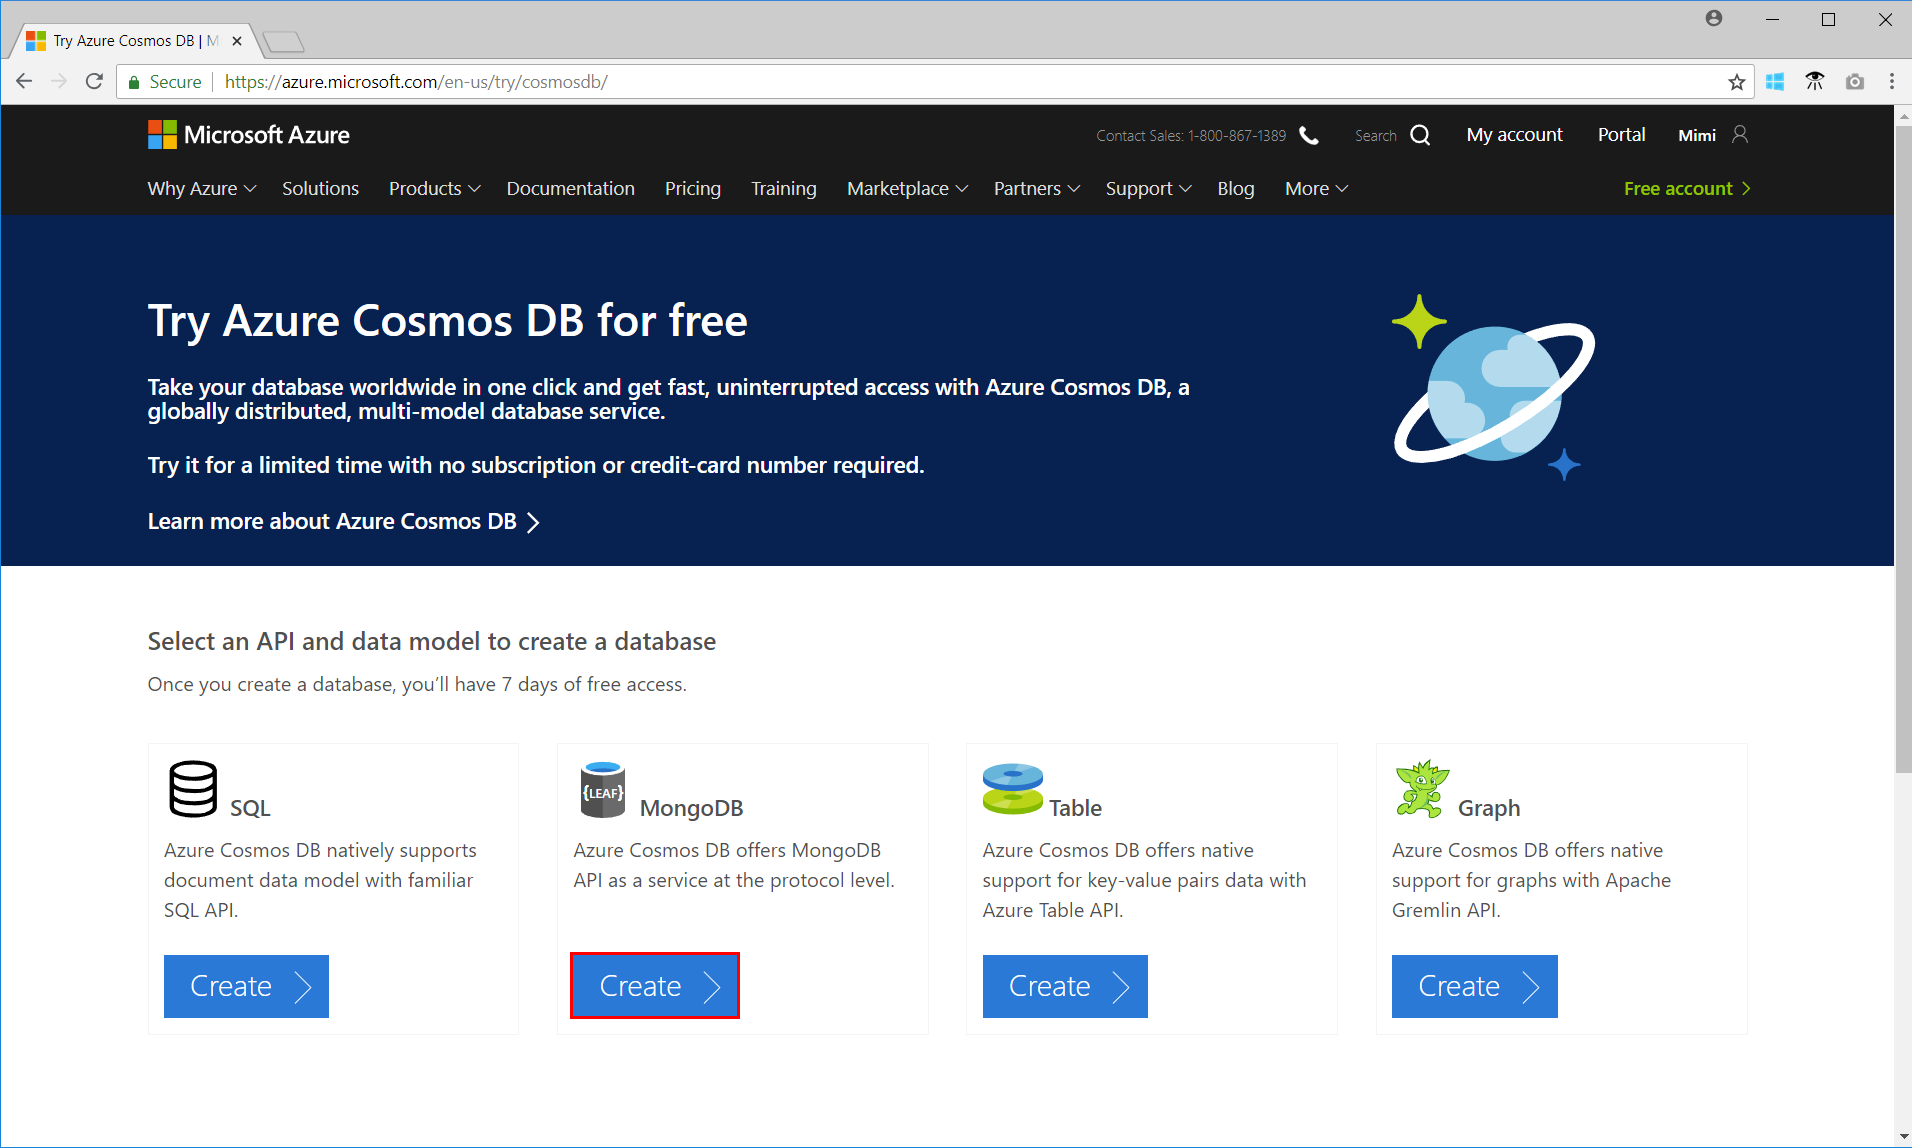 Try Azure Cosmos DB | M
Secure
https://azure.microsoft.com/en-us/try/cosmosdb/
Microsoft Azure
Contact Sales: 1-800-867-1389
Search
My account
Portal
Mimi
Why Azure
Solutions
Products
Documentation
Pricing
Training
Marketplace
Partners
Support
Blog
More
Free account
Try Azure Cosmos DB for free
Take your database worldwide in one click and get fast, uninterrupted access with Azure Cosmos DB, a
globally distributed, multi-model database service.
Try it for a limited time with no subscription or credit-card number required.
Learn more about Azure Cosmos DB
Select an API and data model to create a database
Once you create a database, you'll have 7 days of free access.
SQL
Azure Cosmos DB natively supports
document data model with familiar
SQL API.
Create
{LEAF}
MongoDB
Azure Cosmos DB offers MongoDB
API as a service at the protocol level.
Create
Table
Azure Cosmos DB offers native
support for key-value pairs data with
Azure Table API.
Create
Graph
Azure Cosmos DB offers native
support for graphs with Apache
Gremlin API.
Create